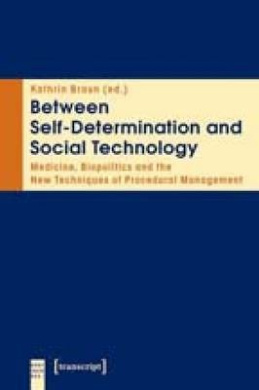 Kathrin Braun (ed.)
Between
Self-Determination and
Social Technology
Medicine, Biopolitics and the
New Techniques of Procedural Management
[transcript]